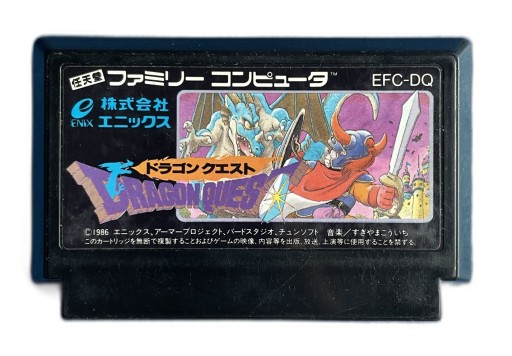 任天堂 ファミリー コンピュータ™ EFC-DQ
株式会社
ENIX エニックス
ドラゴン クエスト
DRAGON QUEST
©1986 エニックス、アーマープロジェクト、バードスタジオ、チュンソフト 音楽／すぎやまこういち
このカートリッジを無断で複製することおよびゲームの映像、内容等を出版、放送、上演等に使用することを禁ずる。